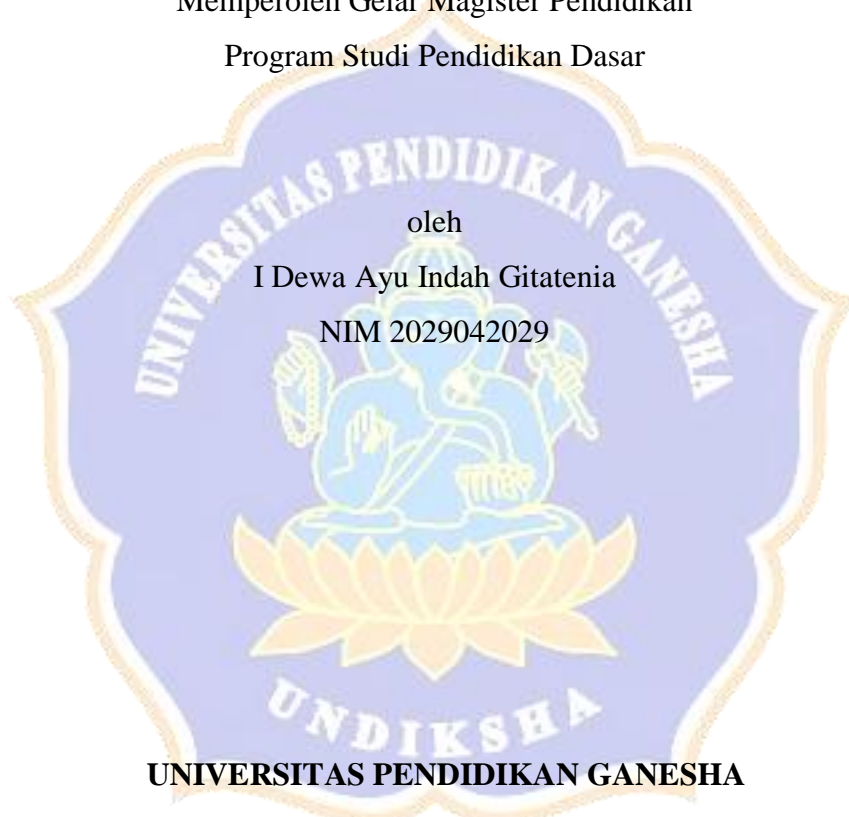 Memperoleh Gelar Magister Pendidikan
Program Studi Pendidikan Dasar
UNIVERSITAS PENDIDIKAN GANESHA
oleh
I Dewa Ayu Indah Gitatenia
NIM 2029042029
UNDIKSHA
UNIVERSITAS PENDIDIKAN GANESHA